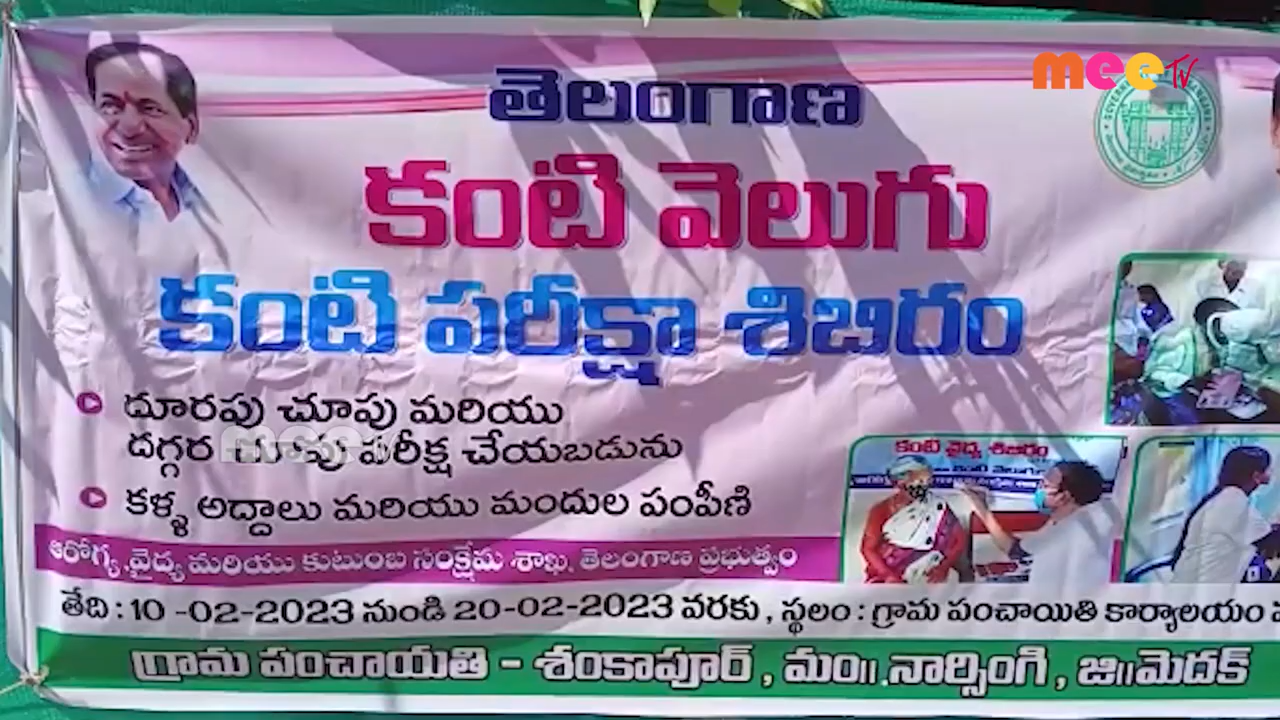 meeTV
తెలంగాణ
కంటి వెలుగు
కంటి పరీక్షా శిబిరం
దూరపు చూపు మరియు
దగ్గర చూపు పరీక్ష చేయబడును
కళ్ళ అద్దాలు మరియు మందుల పంపిణి
కంటి వైద్య శిబిరం
ఆరోగ్య, వైద్య మరియు కుటుంబ సంక్షేమ శాఖ, తెలంగాణ ప్రభుత్వం
తేది : 10 -02-2023 నుండి 20-02-2023 వరకు, స్థలం : గ్రామ పంచాయితి కార్యాలయం
గ్రామ పంచాయతి - శంకాపూర్, మం॥.నార్సింగి, జి॥మెదక్